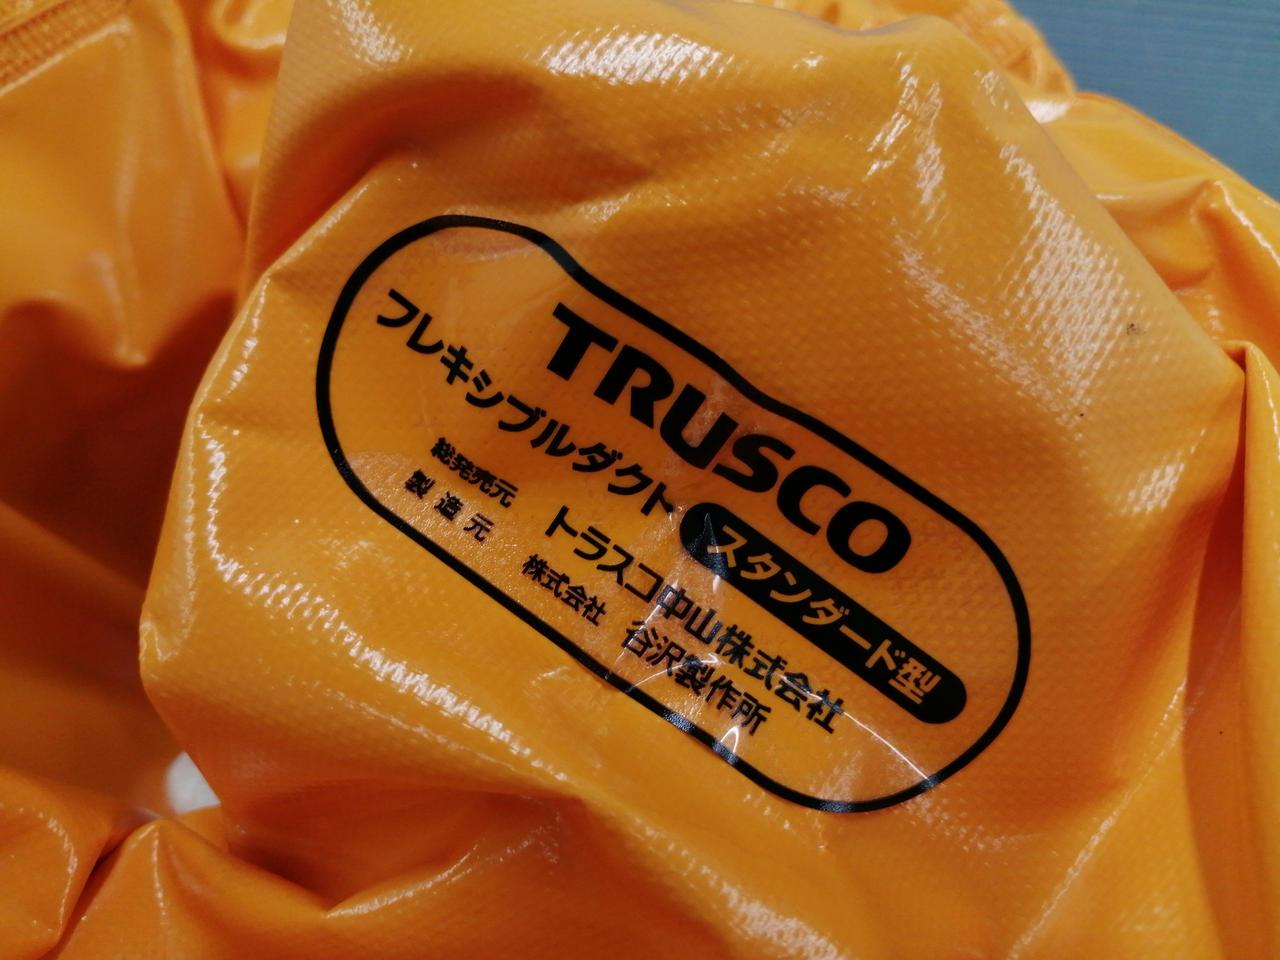 TRUSCO
フレキシブルダクト スタンダード型
総発売元 トラスコ中山株式会社
製造元 株式会社 谷沢製作所